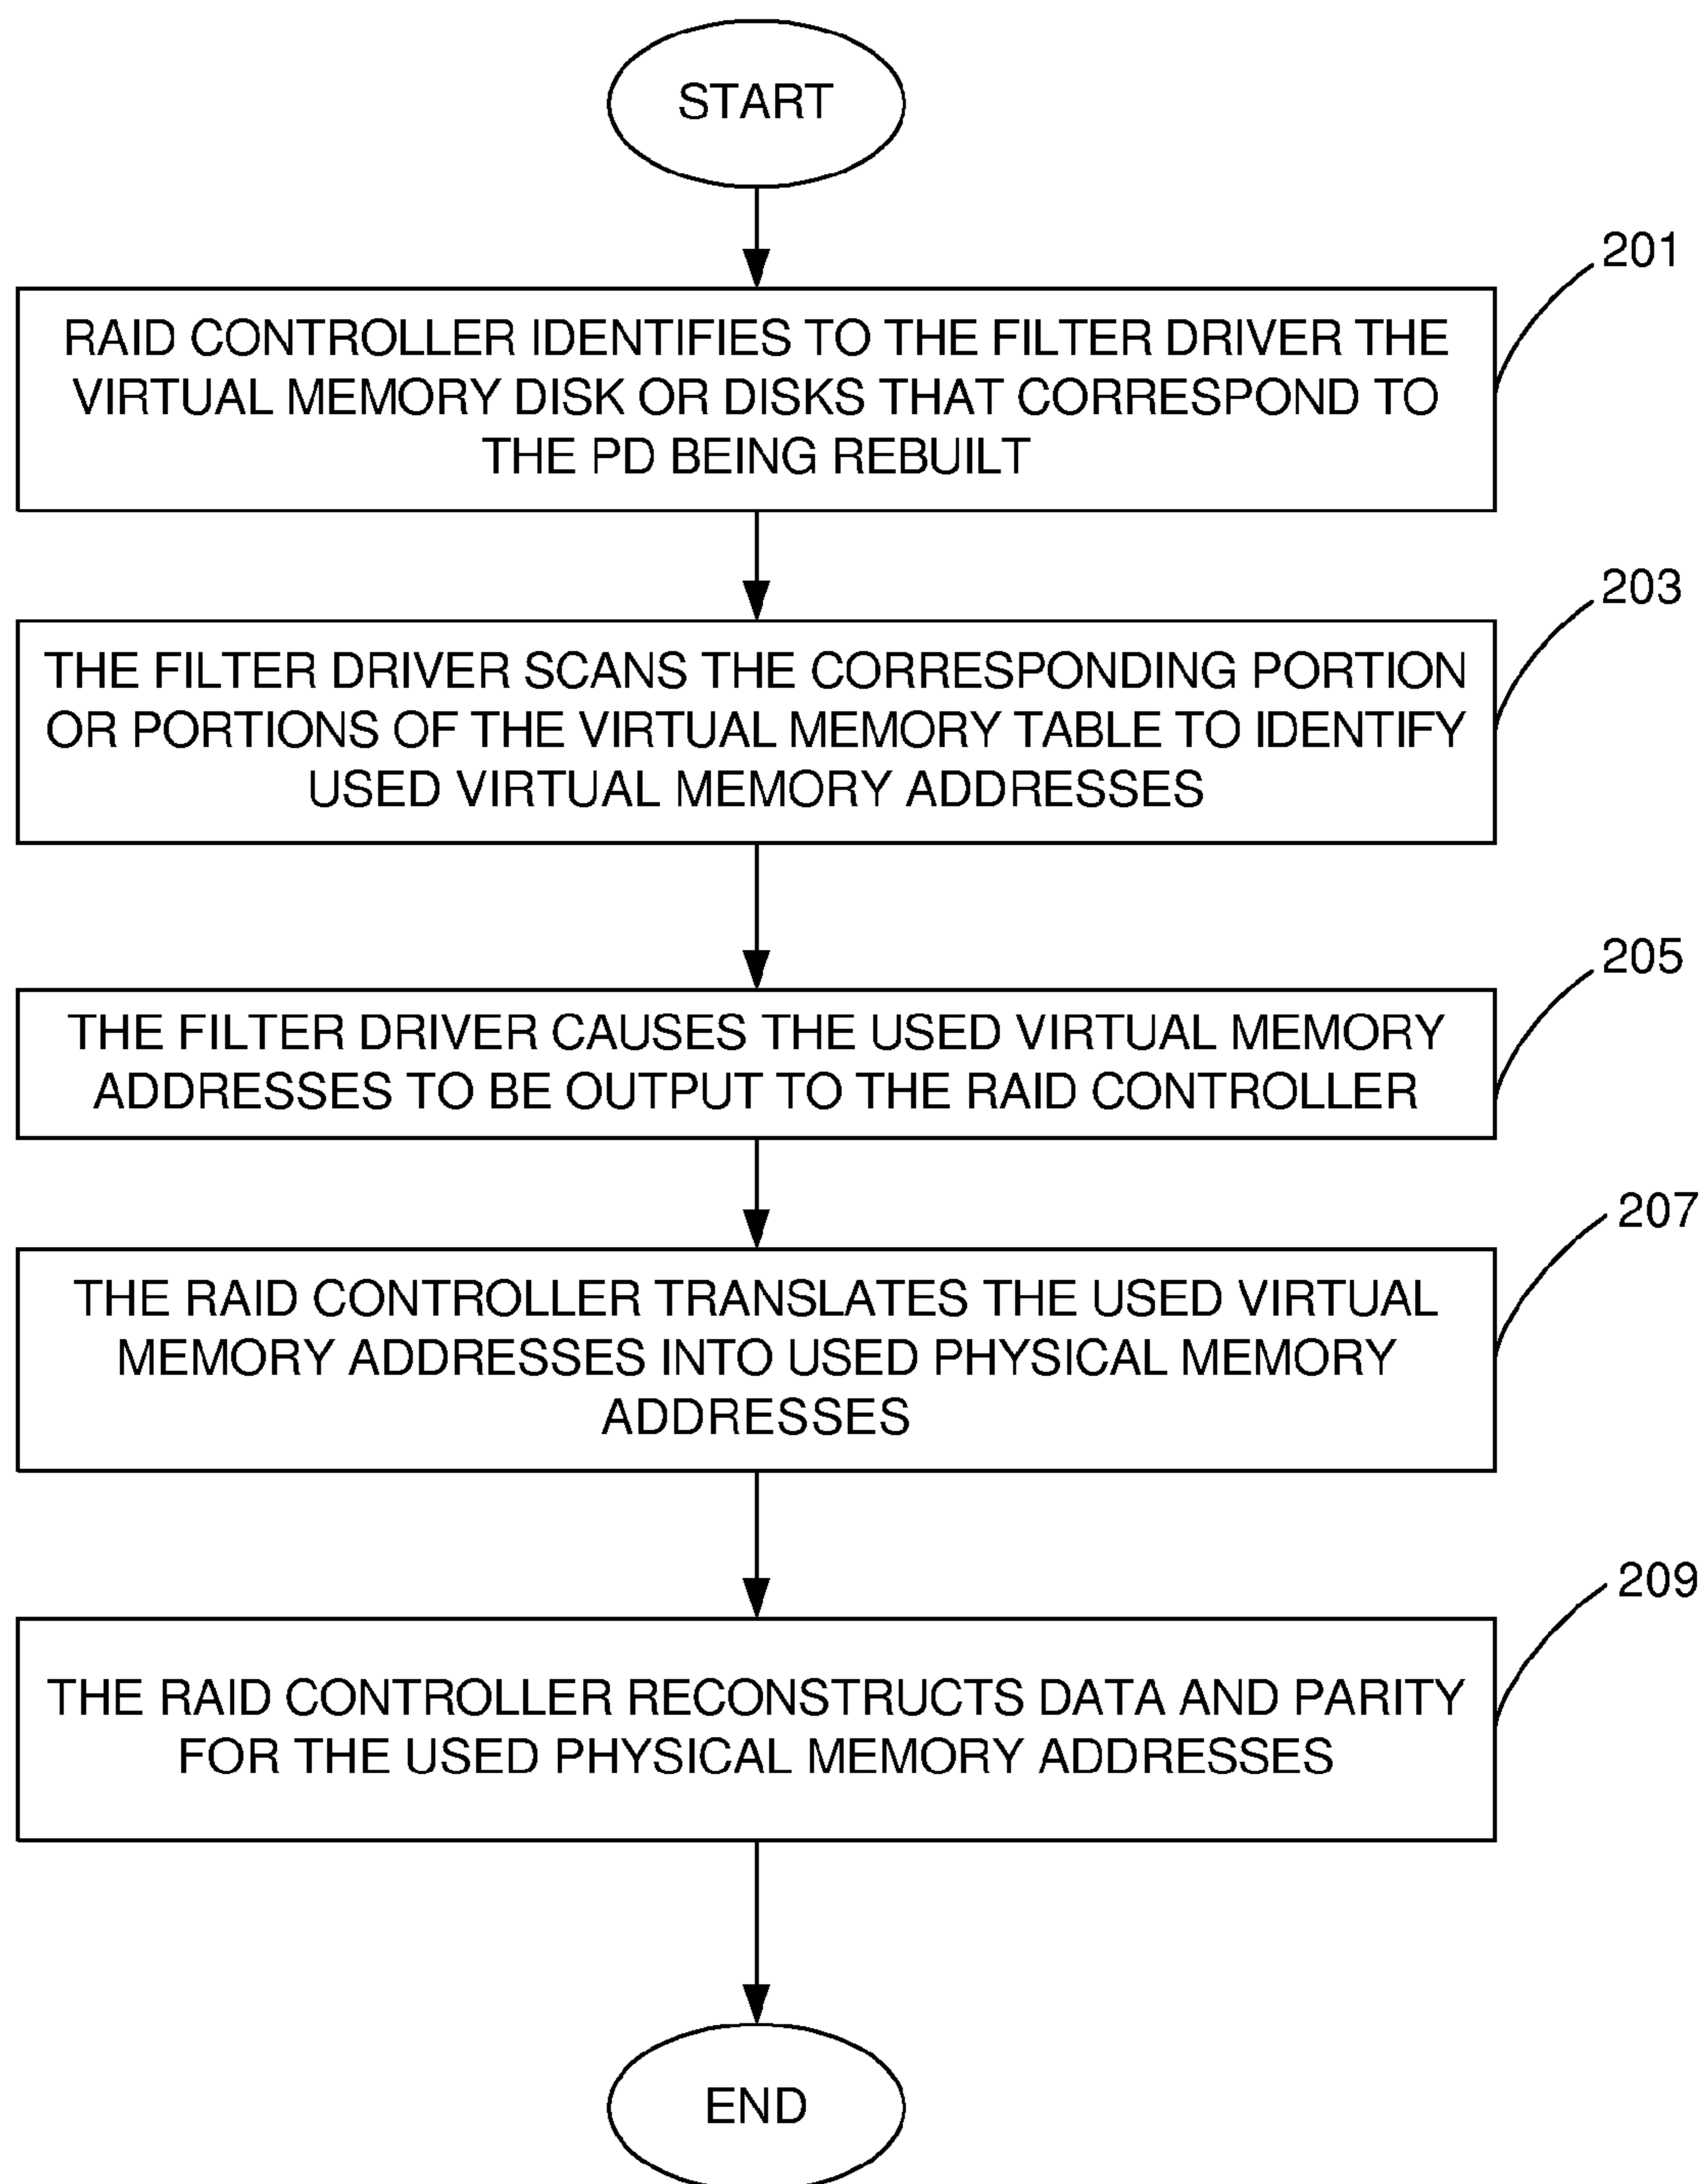 START
201
RAID CONTROLLER IDENTIFIES TO THE FILTER DRIVER THE
VIRTUAL MEMORY DISK OR DISKS THAT CORRESPOND TO
THE PD BEING REBUILT
203
THE FILTER DRIVER SCANS THE CORRESPONDING PORTION
OR PORTIONS OF THE VIRTUAL MEMORY TABLE TO IDENTIFY
USED VIRTUAL MEMORY ADDRESSES
205
THE FILTER DRIVER CAUSES THE USED VIRTUAL MEMORY
ADDRESSES TO BE OUTPUT TO THE RAID CONTROLLER
207
THE RAID CONTROLLER TRANSLATES THE USED VIRTUAL
MEMORY ADDRESSES INTO USED PHYSICAL MEMORY
ADDRESSES
209
THE RAID CONTROLLER RECONSTRUCTS DATA AND PARITY
FOR THE USED PHYSICAL MEMORY ADDRESSES
END